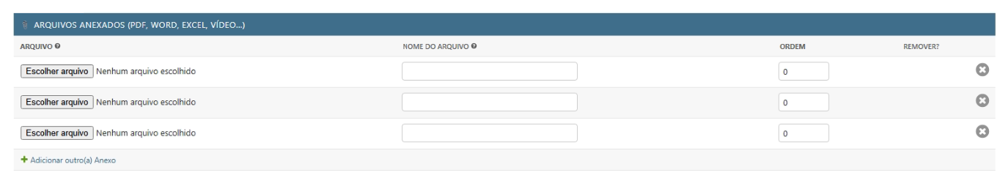 ARQUIVOS ANEXADOS (PDF, WORD, EXCEL, VÍDEO...)
ARQUIVO NOME DO ARQUIVO ORDEM REMOVER?
Escolher arquivo Nenhum arquivo escolhido 0
Escolher arquivo Nenhum arquivo escolhido 0
Escolher arquivo Nenhum arquivo escolhido 0
Adicionar outro(a) Anexo